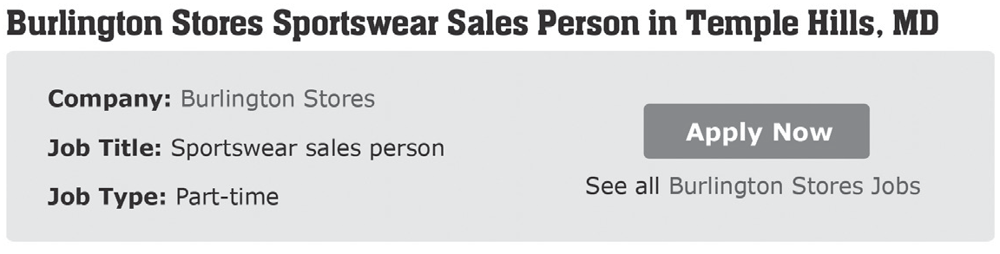 Burlington Stores Sportswear Sales Person in Temple Hills, MD
Company: Burlington Stores
Job Title: Sportswear sales person
Job Type: Part-time
Apply Now
See all Burlington Stores Jobs